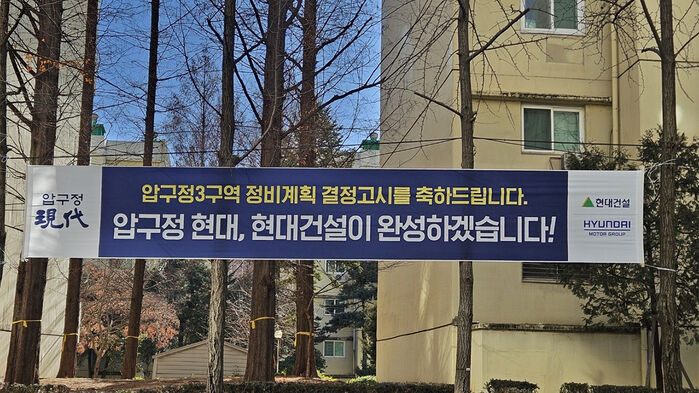 압구정
現代
압구정3구역 정비계획 결정고시를 축하드립니다.
압구정 현대, 현대건설이 완성하겠습니다!
현대건설
HYUNDAI
MOTOR GROUP